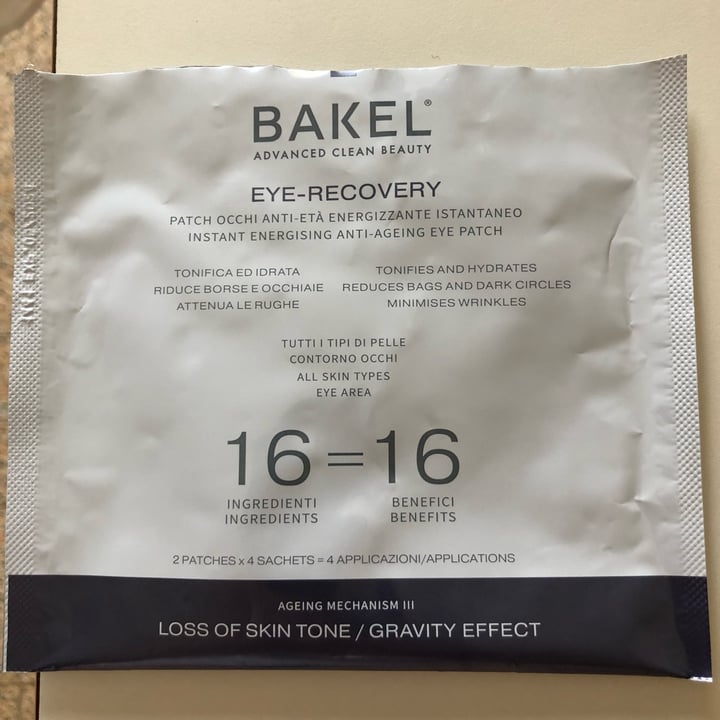 BAKEL®
ADVANCED CLEAN BEAUTY
EYE-RECOVERY
PATCH OCCHI ANTI-ETÀ ENERGIZZANTE ISTANTANEO
INSTANT ENERGISING ANTI-AGEING EYE PATCH
TONIFICA ED IDRATA
RIDUCE BORSE E OCCHIAIE
ATTENUA LE RUGHE
TONIFIES AND HYDRATES
REDUCES BAGS AND DARK CIRCLES
MINIMISES WRINKLES
TUTTI I TIPI DI PELLE
CONTORNO OCCHI
ALL SKIN TYPES
EYE AREA
16=16
INGREDIENTI
INGREDIENTS
BENEFICI
BENEFITS
2 PATCHES x 4 SACHETS = 4 APPLICAZIONI/APPLICATIONS
AGEING MECHANISM III
LOSS OF SKIN TONE / GRAVITY EFFECT